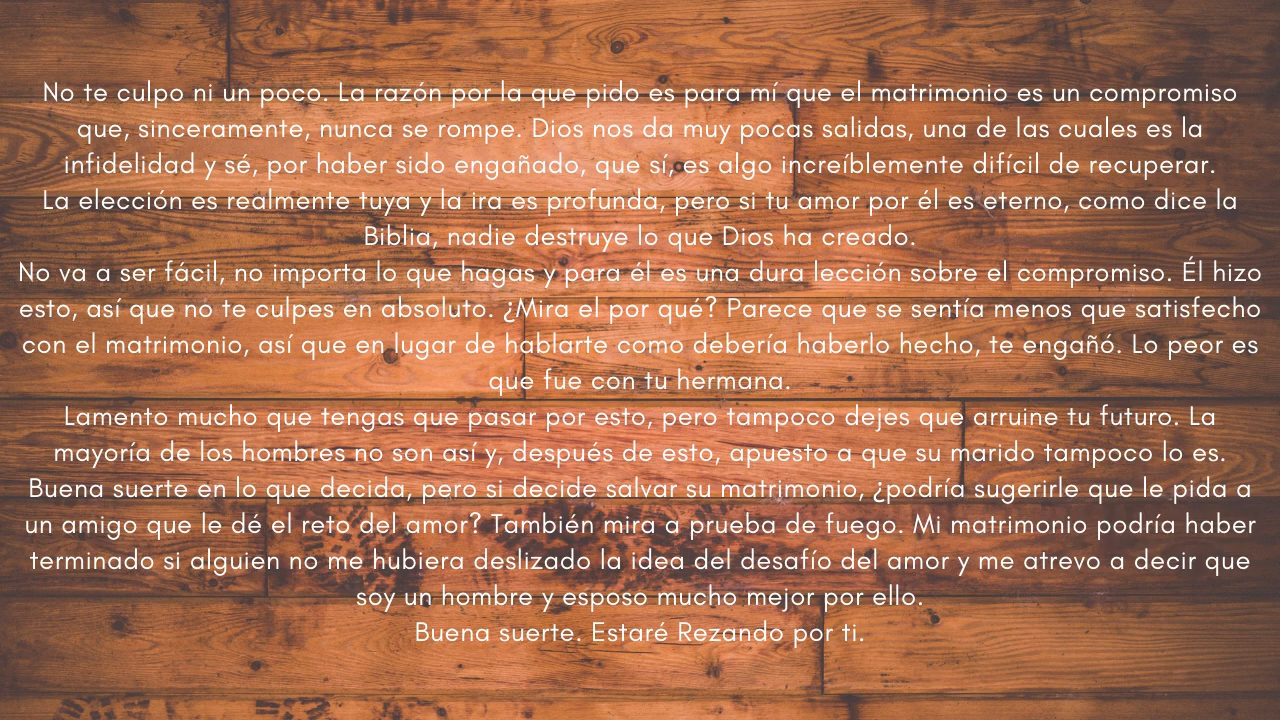 No te culpo ni un poco. La razón por la que pido es para mí que el matrimonio es un compromiso
que, sinceramente, nunca se rompe. Dios nos da muy pocas salidas, una de las cuales es la
infidelidad y sé, por haber sido engañado, que sí, es algo increíblemente difícil de recuperar.
La elección es realmente tuya y la ira es profunda, pero si tu amor por él es eterno, como dice la
Biblia, nadie destruye lo que Dios ha creado.
No va a ser fácil, no importa lo que hagas y para él es una dura lección sobre el compromiso. Él hizo
esto, así que no te culpes en absoluto. ¿Mira el por qué? Parece que se sentía menos que satisfecho
con el matrimonio, así que en lugar de hablarte como debería haberlo hecho, te engañó. Lo peor es
que fue con tu hermana.
Lamento mucho que tengas que pasar por esto, pero tampoco dejes que arruine tu futuro. La
mayoría de los hombres no son así y, después de esto, apuesto a que su marido tampoco lo es.
Buena suerte en lo que decida, pero si decide salvar su matrimonio, ¿podría sugerirle que le pida a
un amigo que le dé el reto del amor? También mira a prueba de fuego. Mi matrimonio podría haber
terminado si alguien no me hubiera deslizado la idea del desafío del amor y me atrevo a decir que
soy un hombre y esposo mucho mejor por ello.
Buena suerte. Estaré Rezando por ti.